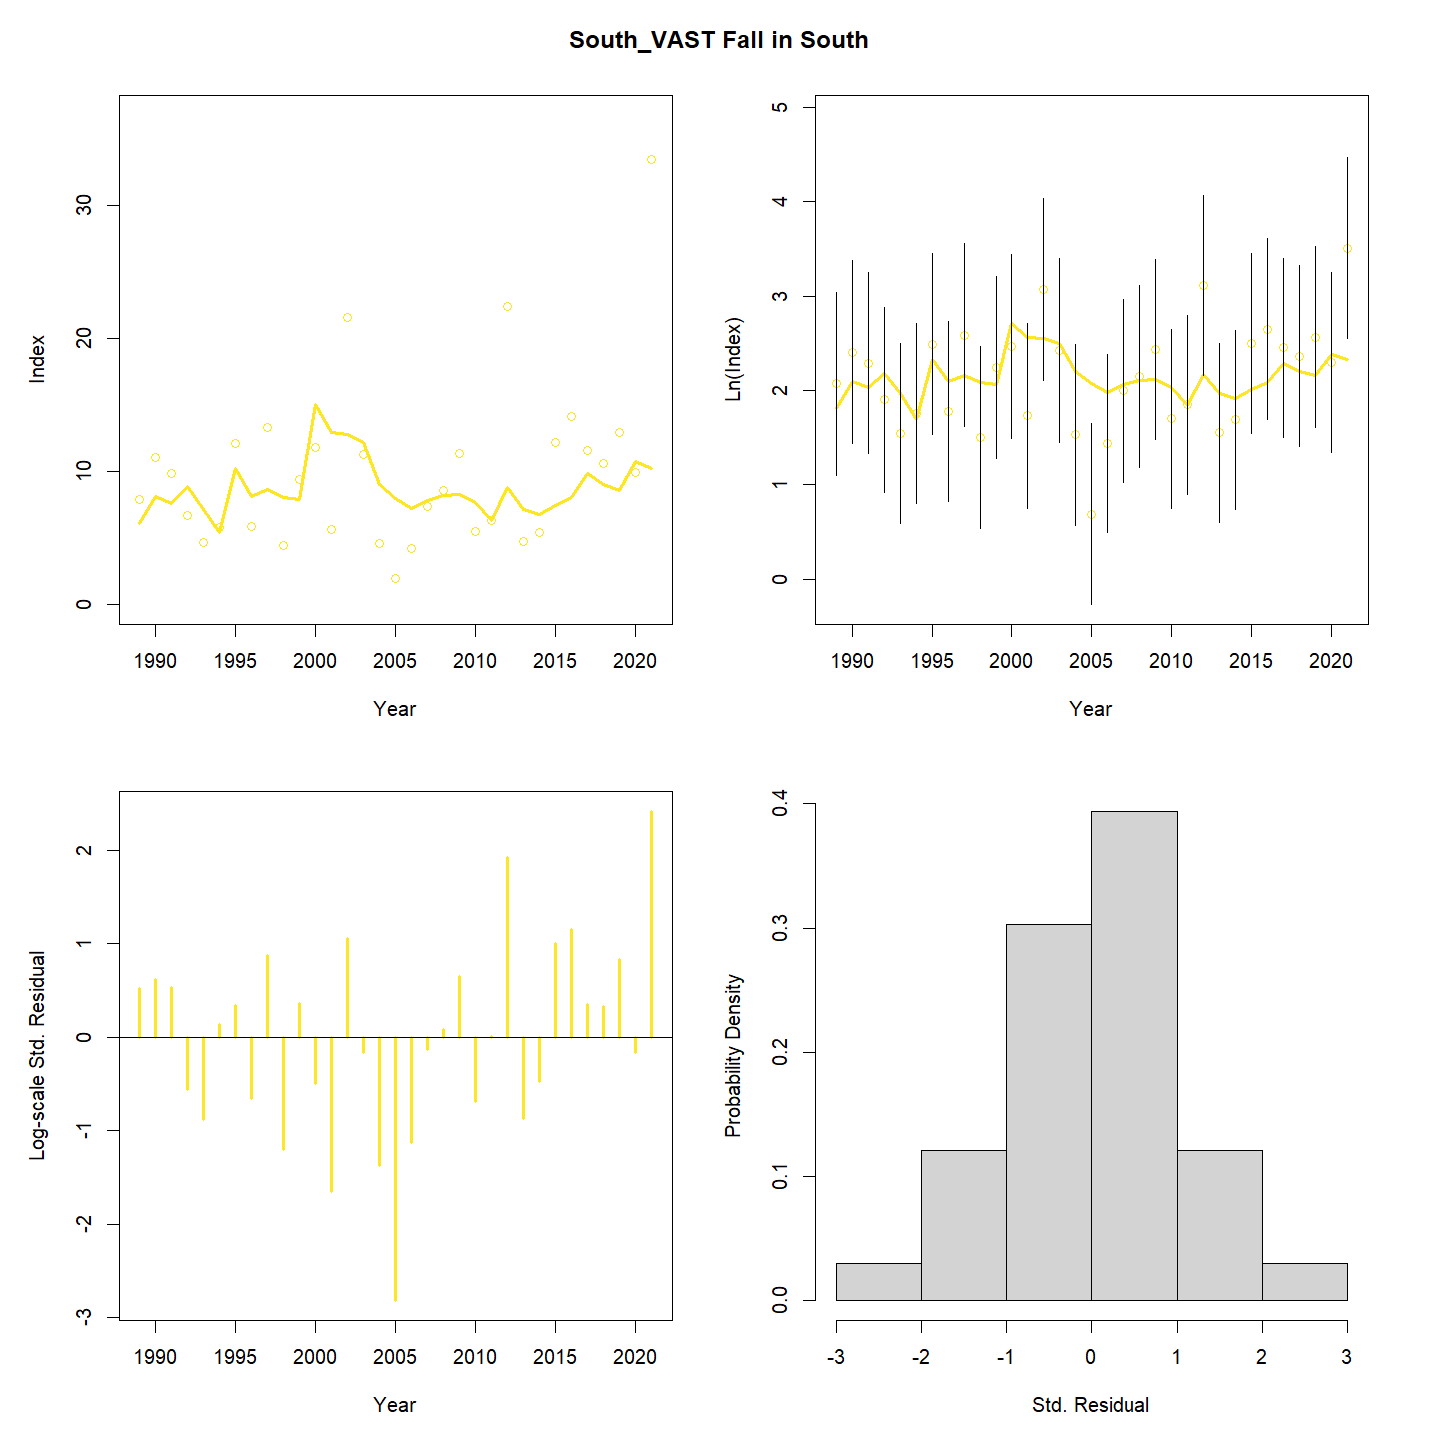 South_VAST Fall in South
Index
0 10 20 30
1990 1995 2000 2005 2010 2015 2020
Year
Ln(Index)
0 1 2 3 4 5
1990 1995 2000 2005 2010 2015 2020
Year
Log-scale Std. Residual
-3 -2 -1 0 1 2
1990 1995 2000 2005 2010 2015 2020
Year
Probability Density
0.0 0.1 0.2 0.3 0.4
-3 -2 -1 0 1 2 3
Std. Residual